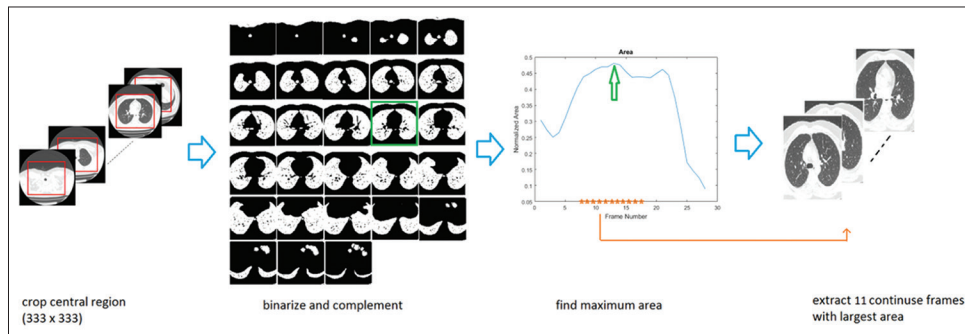 Area
0.5
0.45
0.4
0.35
0.3
0.25
0.2
0.15
0.1
0.05
Normalized Area
0 5 10 15 20 25 30
Frame Number
crop central region
(333 x 333)
binarize and complement
find maximum area
extract 11 continuse frames
with largest area